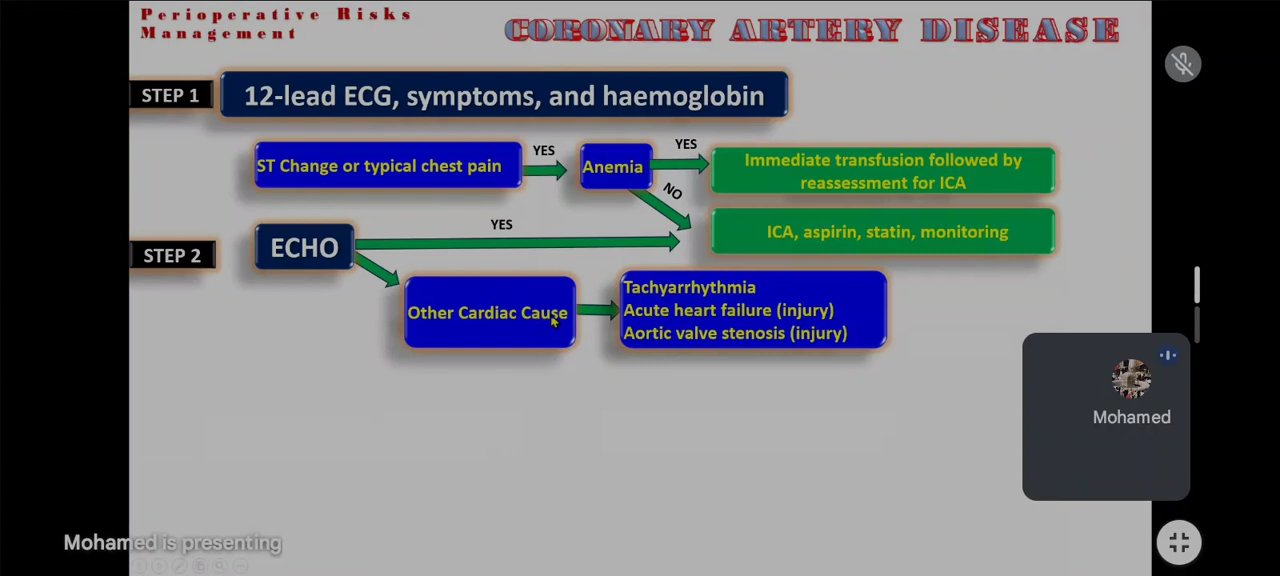 Perioperative Risks
Management
CORONARY ARTERY DISEASE
STEP 1
12-lead ECG, symptoms, and haemoglobin
ST Change or typical chest pain
YES
Anemia
YES
Immediate transfusion followed by
reassessment for ICA
NO
ICA, aspirin, statin, monitoring
STEP 2
ECHO
YES
Other Cardiac Cause
Tachyarrhythmia
Acute heart failure (injury)
Aortic valve stenosis (injury)
Mohamed
Mohamed is presenting